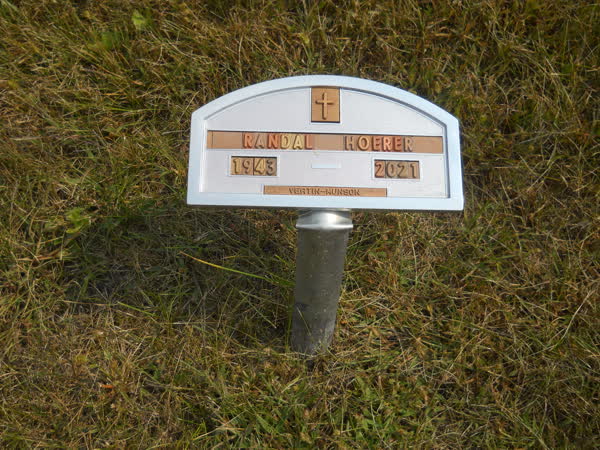 RANDAL HOERER
1943 2021
VERTIN-MUNSON